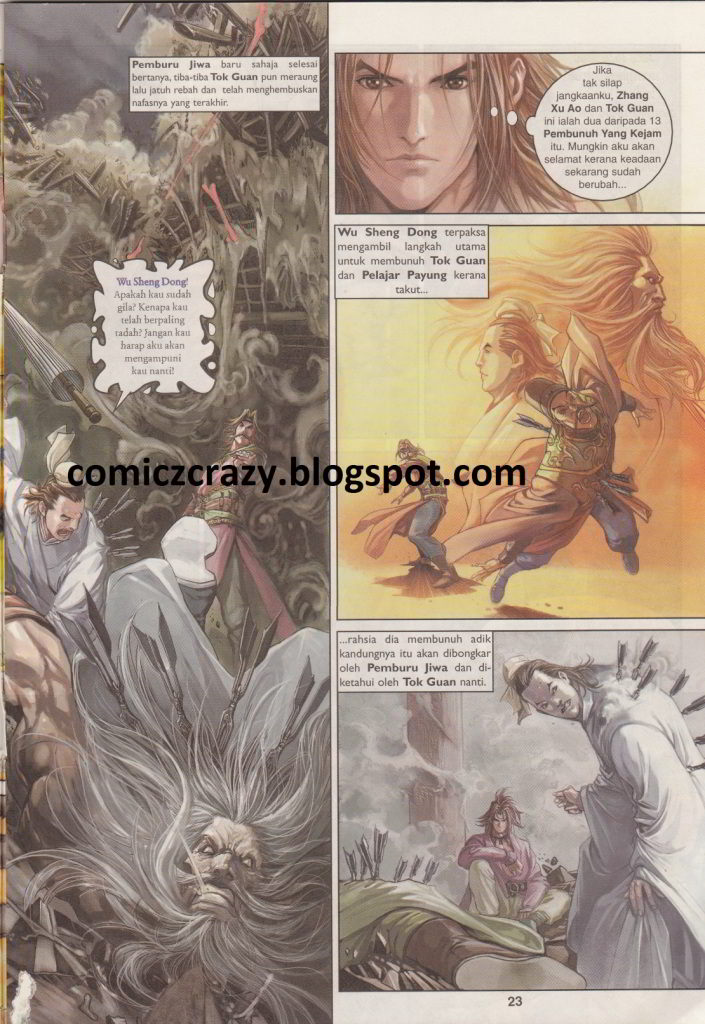 Pemburu Jiwa baru sahaja selesai
bertanya, tiba-tiba Tok Guan pun meraung
lalu jatuh rebah dan telah menghembuskan
nafasnya yang terakhir.
Wu Sheng Dong!
Apakah kau sudah
gila? Kenapa kau
telah berpaling
tadah? Jangan kau
harap aku akan
mengampuni
kau nanti!
Jika
tak silap
jangkaanku, Zhang
Xu Ao dan Tok Guan
ini ialah dua daripada 13
Pembunuh Yang Kejam
itu. Mungkin aku akan
selamat kerana keadaan
sekarang sudah
berubah...
Wu Sheng Dong terpaksa
mengambil langkah utama
untuk membunuh Tok Guan
dan Pelajar Payung kerana
takut...
comiczcrazy.blogspot.com
...rahsia dia membunuh adik
kandungnya itu akan dibongkar
oleh Pemburu Jiwa dan di-
ketahui oleh Tok Guan nanti.
23